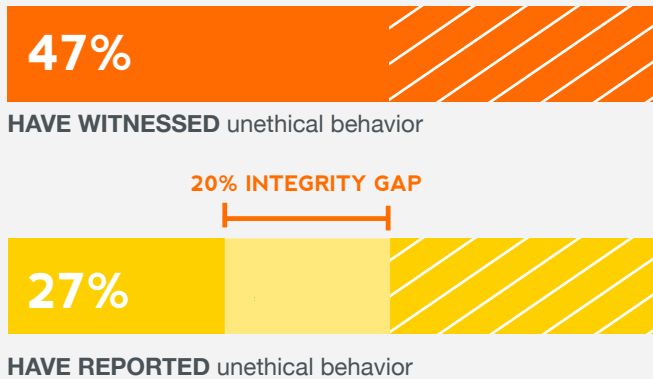 47%
HAVE WITNESSED unethical behavior
20% INTEGRITY GAP
27%
HAVE REPORTED unethical behavior